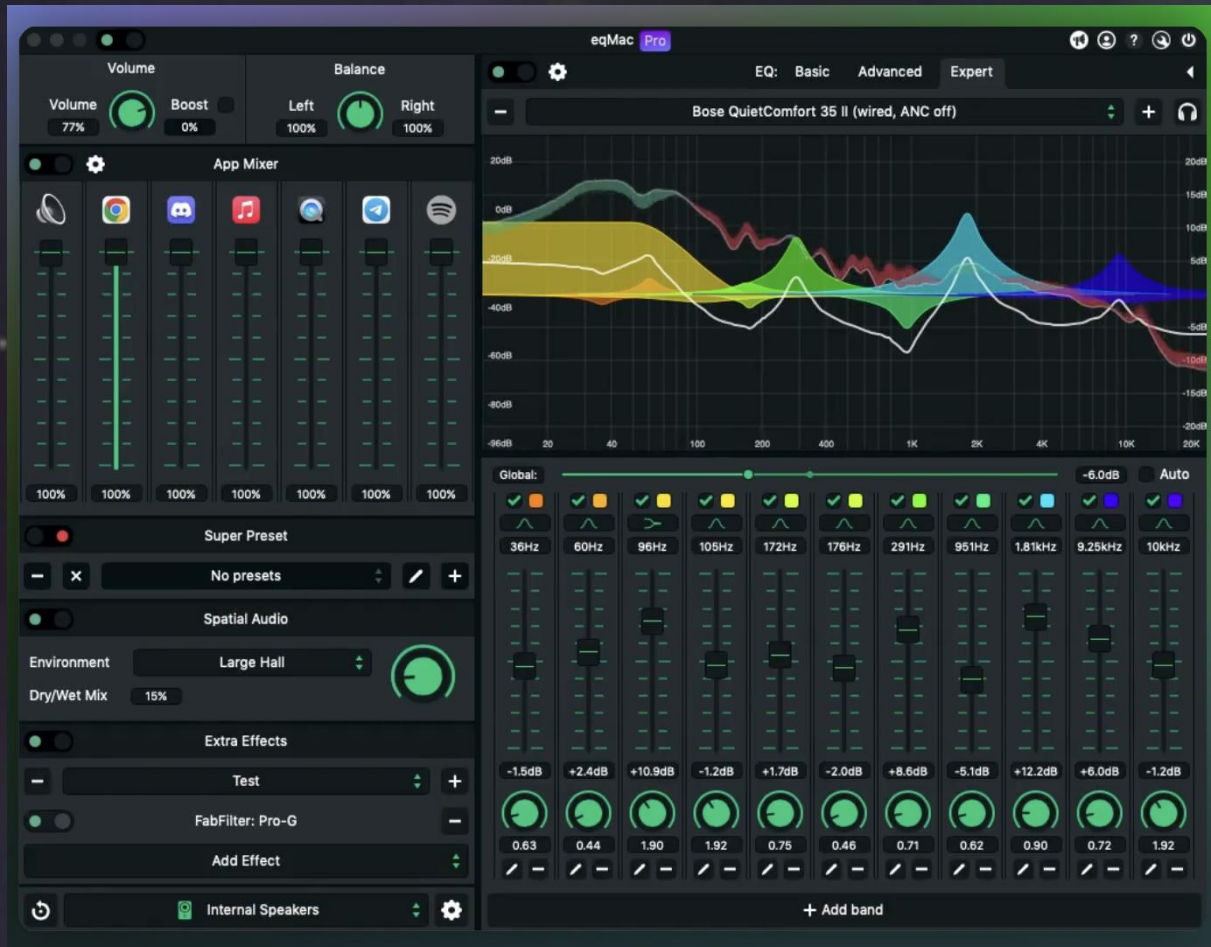 eqMac Pro
Volume
Balance
Volume
77%
Boost
0%
Left
100%
Right
100%
App Mixer
100% 100% 100% 100% 100% 100% 100%
Super Preset
No presets
Spatial Audio
Environment
Large Hall
Dry/Wet Mix
15%
Extra Effects
Test
FabFilter: Pro-G
Add Effect
Internal Speakers
?
EQ: Basic Advanced Expert
Bose QuietComfort 35 II (wired, ANC off)
20dB
0dB
-20dB
-40dB
-60dB
-80dB
-96dB
20dB
15dB
10dB
5dB
-5dB
-10dB
-15dB
-20dB
20 40 100 200 400 1K 2K 4K 10K 20K
Global:
-6.0dB
Auto
36Hz 60Hz 96Hz 105Hz 172Hz 176Hz 291Hz 951Hz 1.81kHz 9.25kHz 10kHz
-1.5dB +2.4dB +10.9dB -1.2dB +1.7dB -2.0dB +8.6dB -5.1dB +12.2dB +6.0dB -1.2dB
0.63 0.44 1.90 1.92 0.75 0.46 0.71 0.62 0.90 0.72 1.92
+ Add band